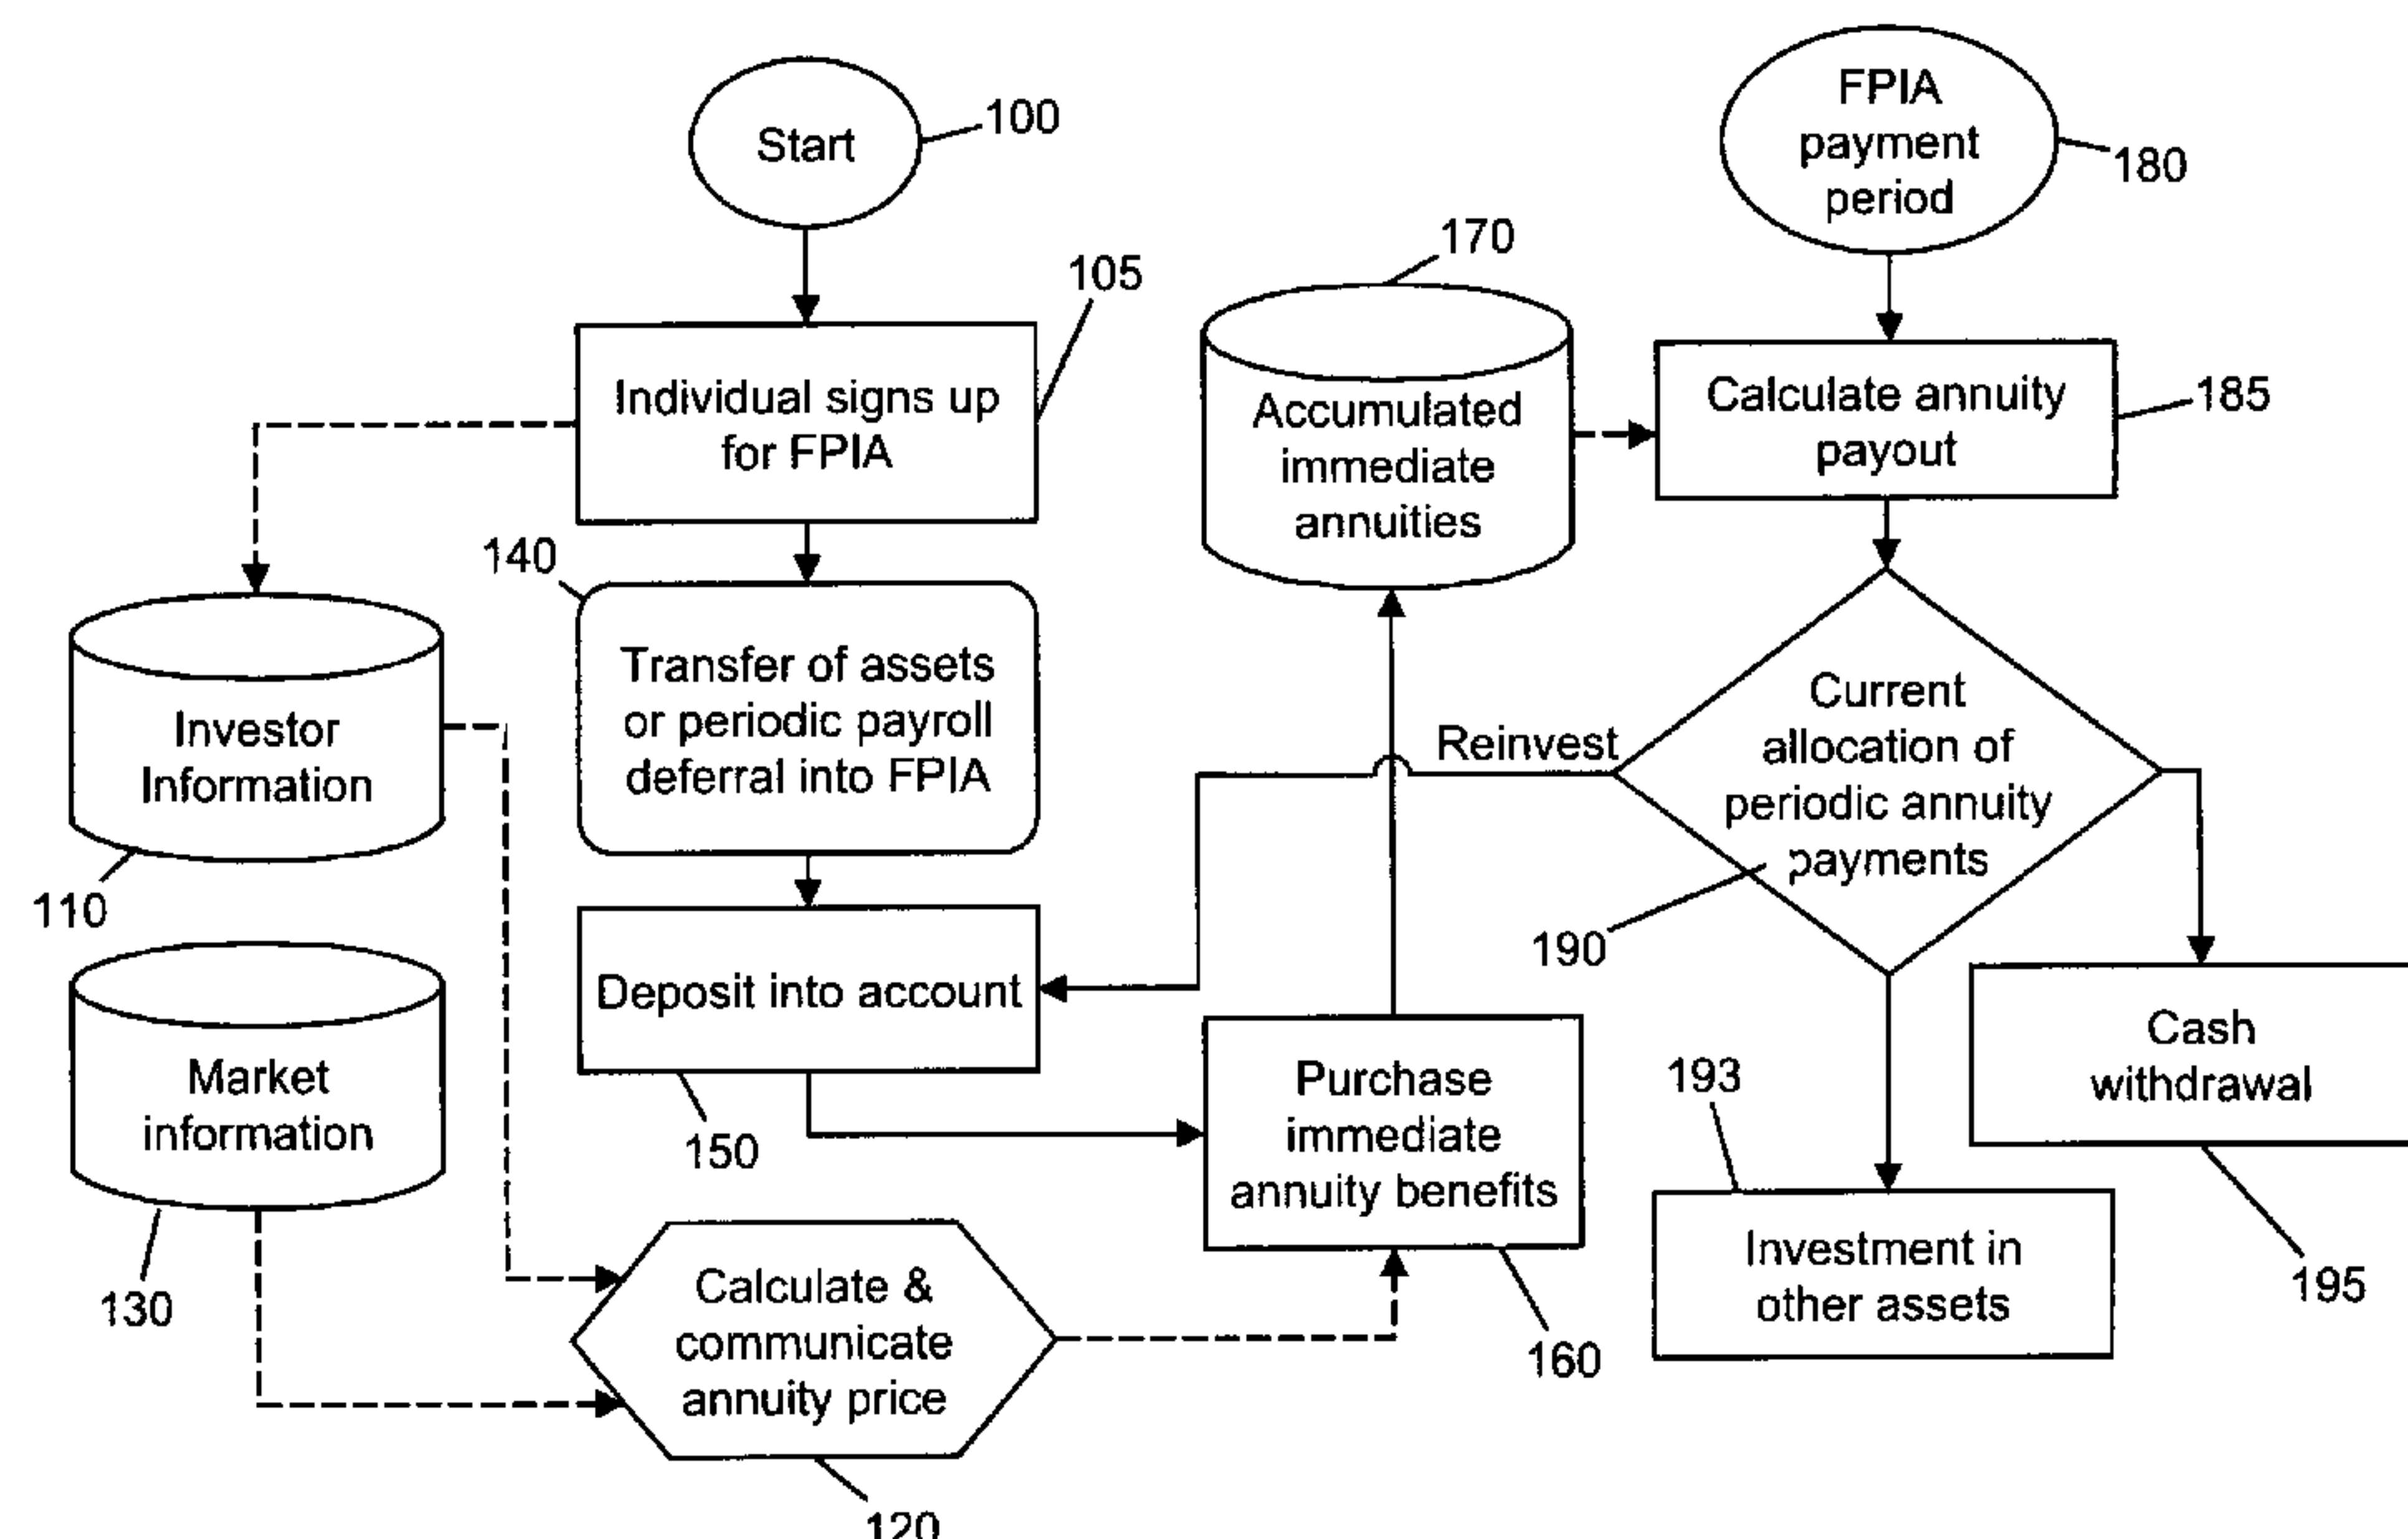 Start
100
FPIA
payment
period
180
105
170
Individual signs up
for FPIA
Accumulated
immediate
annuities
Calculate annuity
payout
185
140
Transfer of assets
or periodic payroll
deferral into FPIA
Investor
Information
110
Reinvest
Current
allocation of
periodic annuity
payments
190
Deposit into account
150
Market
information
130
Purchase
immediate
annuity benefits
160
Cash
withdrawal
195
193
Investment in
other assets
Calculate &
communicate
annuity price
120